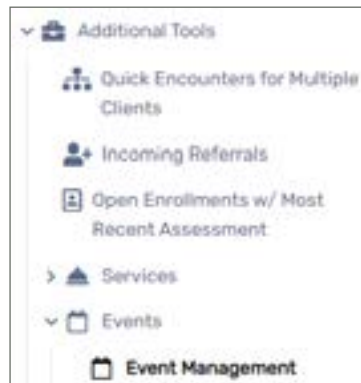 Additional Tools
Quick Encounters for Multiple
Clients
Incoming Referrals
Open Enrollments w/ Most
Recent Assessment
Services
Events
Event Management